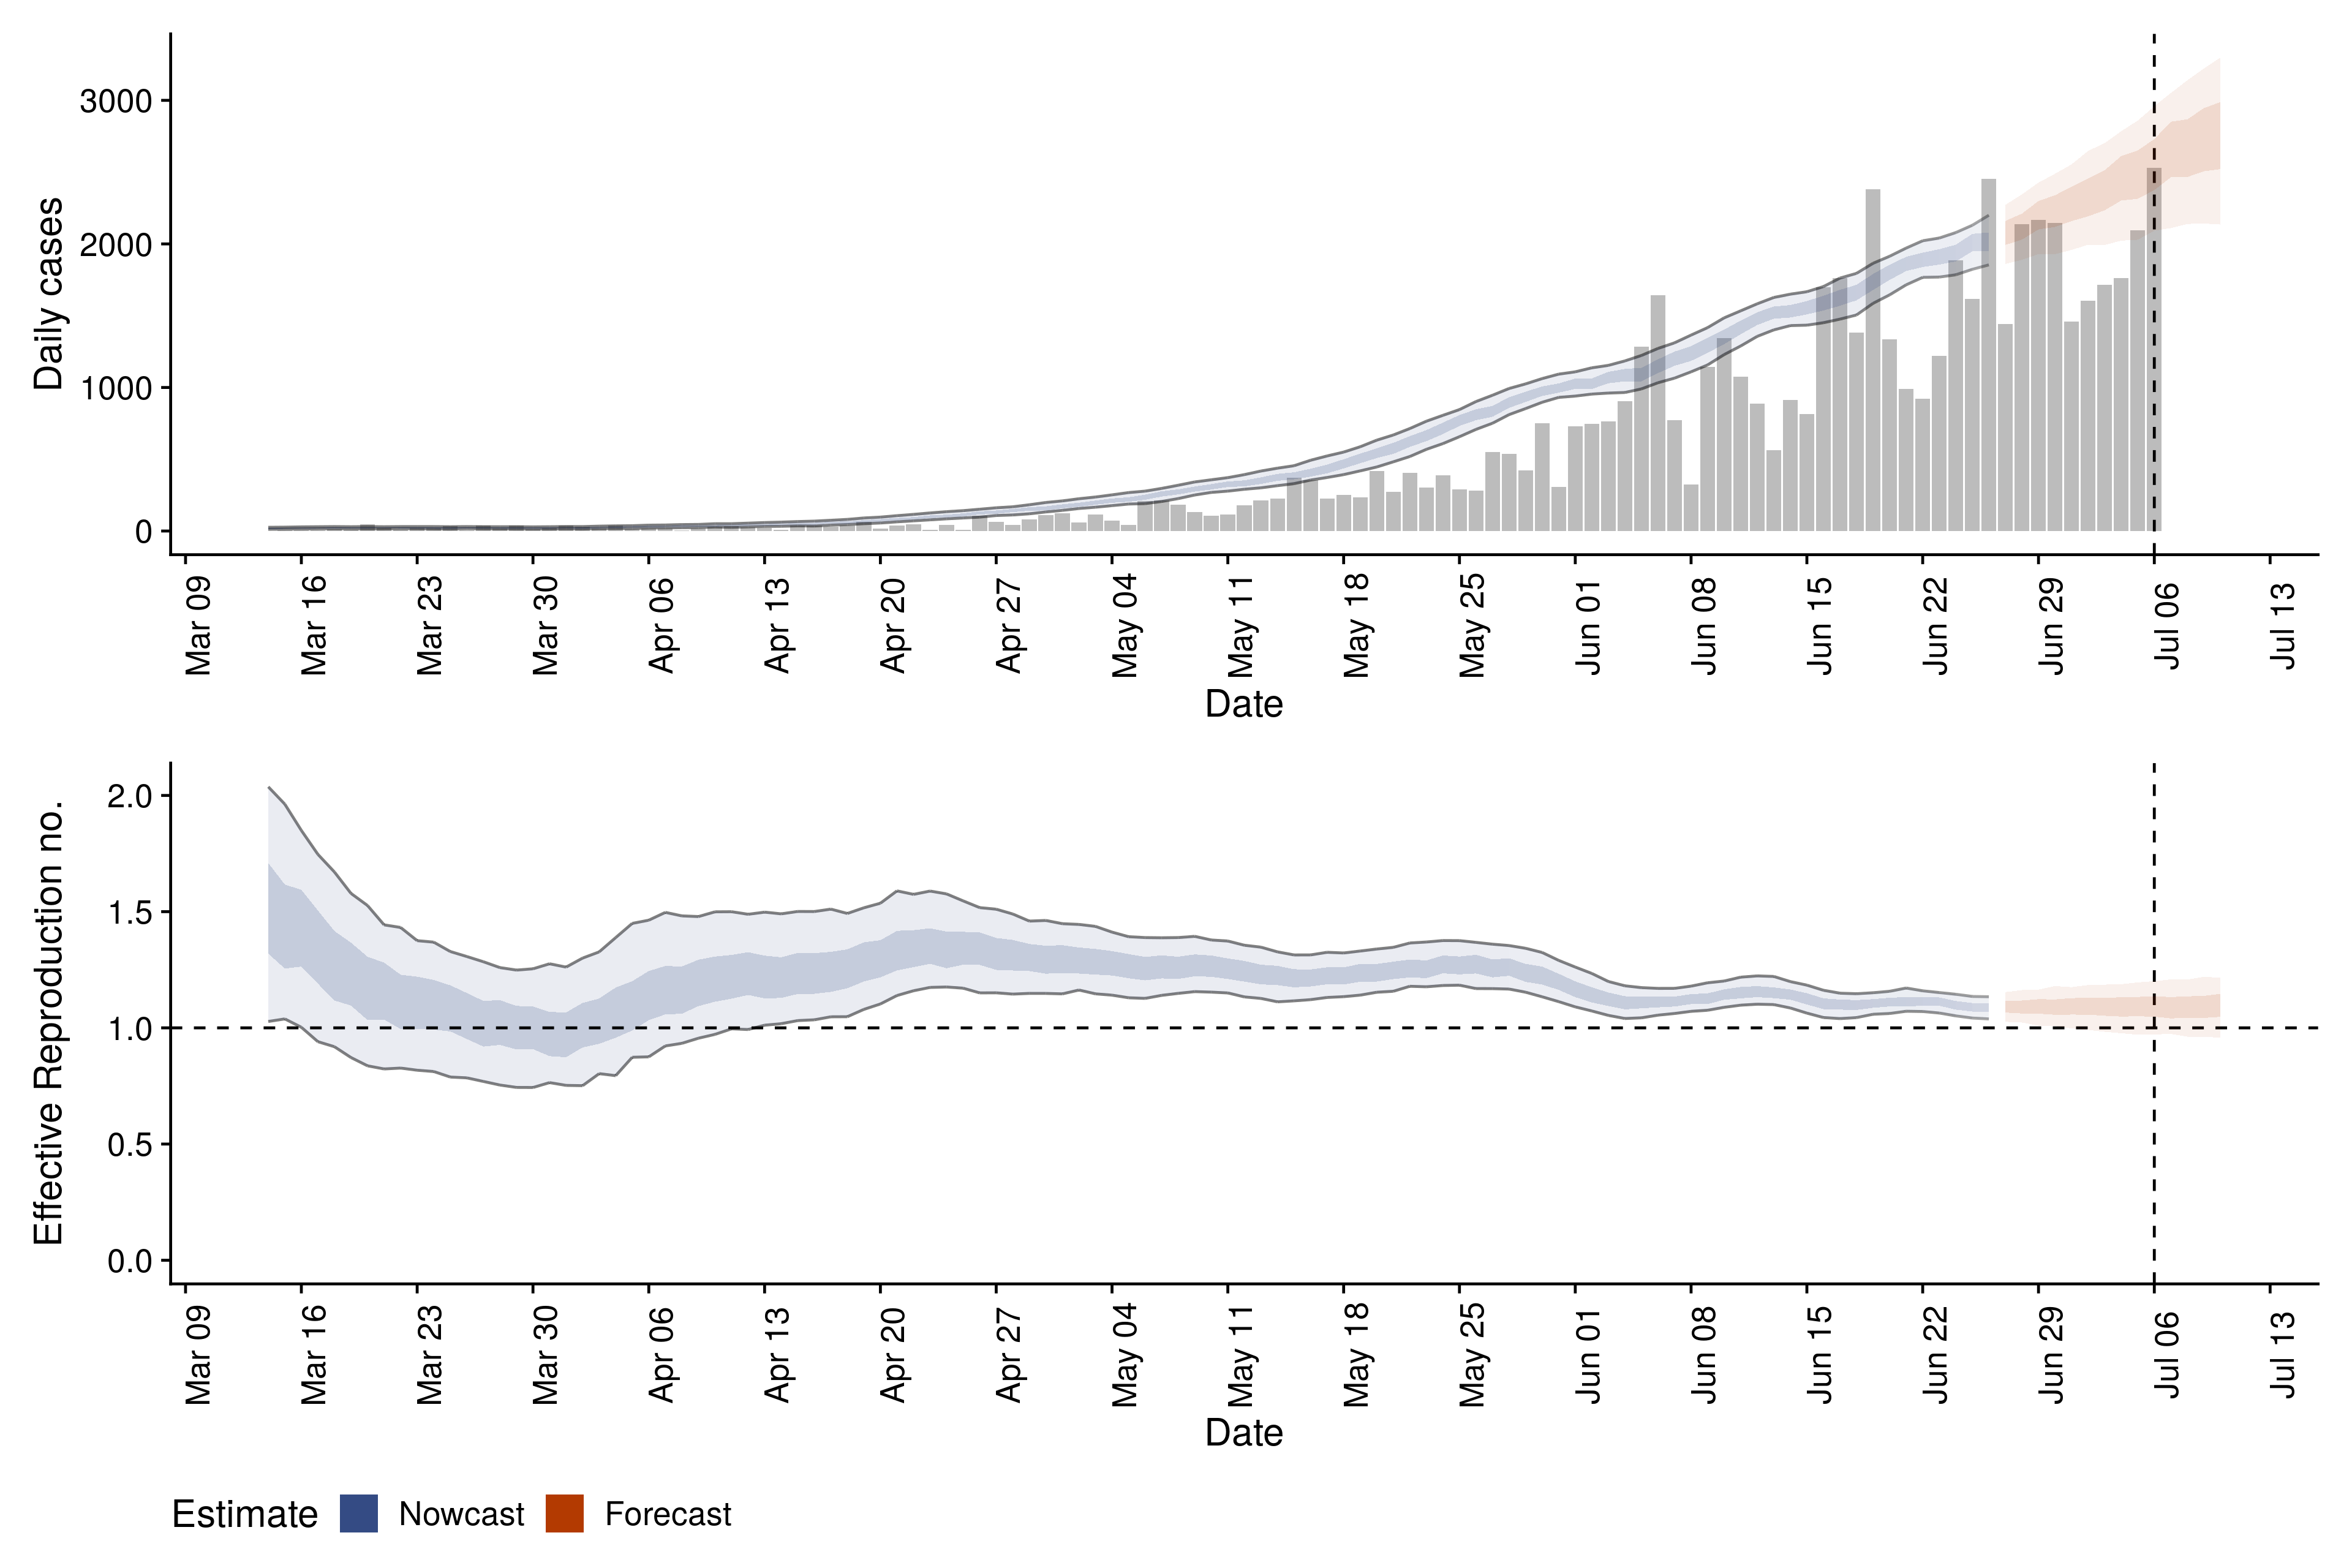 Daily cases
3000
2000
1000
0
Mar 09
Mar 16
Mar 23
Mar 30
Apr 06
Apr 13
Apr 20
Apr 27
May 04
May 11
May 18
May 25
Jun 01
Jun 08
Jun 15
Jun 22
Jun 29
Jul 06
Jul 13
Date
Effective Reproduction no.
2.0
1.5
1.0
0.5
0.0
Mar 09
Mar 16
Mar 23
Mar 30
Apr 06
Apr 13
Apr 20
Apr 27
May 04
May 11
May 18
May 25
Jun 01
Jun 08
Jun 15
Jun 22
Jun 29
Jul 06
Jul 13
Date
Estimate Nowcast Forecast